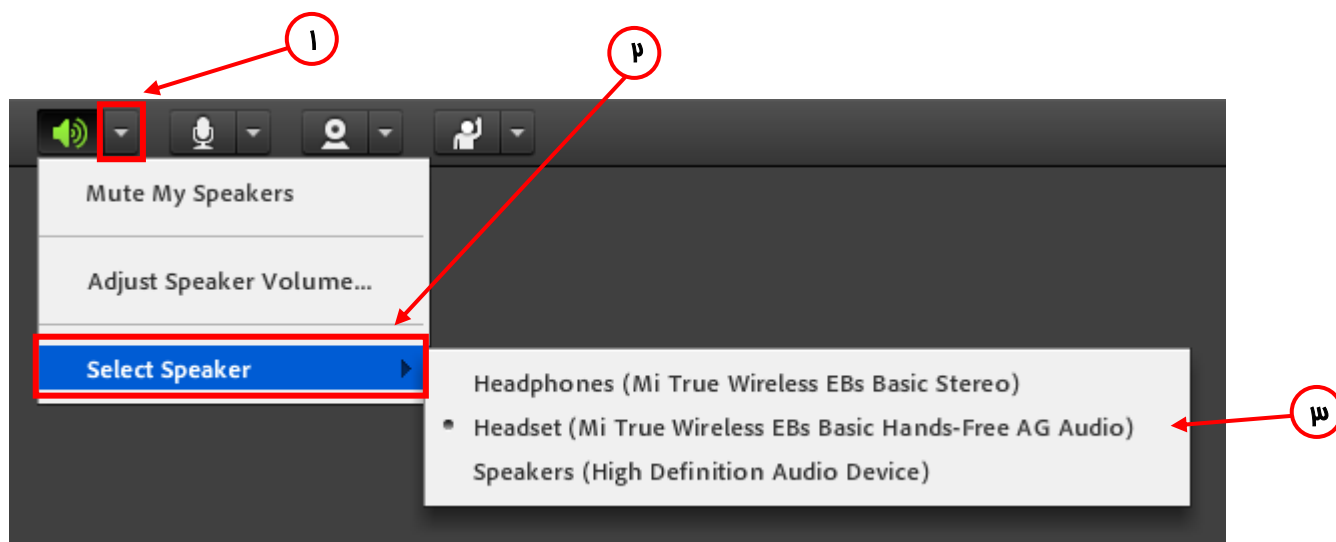 ۱
۲
Mute My Speakers
Adjust Speaker Volume...
Select Speaker
Headphones (Mi True Wireless EBs Basic Stereo)
Headset (Mi True Wireless EBs Basic Hands-Free AG Audio)
۳
Speakers (High Definition Audio Device)